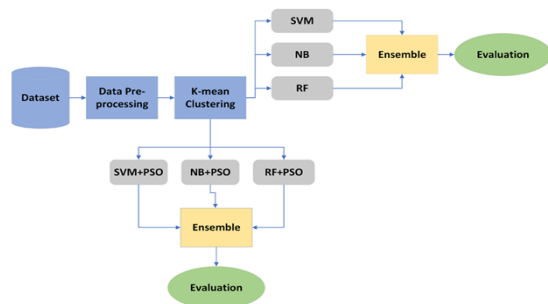 SVM
NB
RF
Ensemble
Evaluation
Dataset
Data Pre-
processing
K-mean
Clustering
SVM+PSO
NB+PSO
RF+PSO
Ensemble
Evaluation